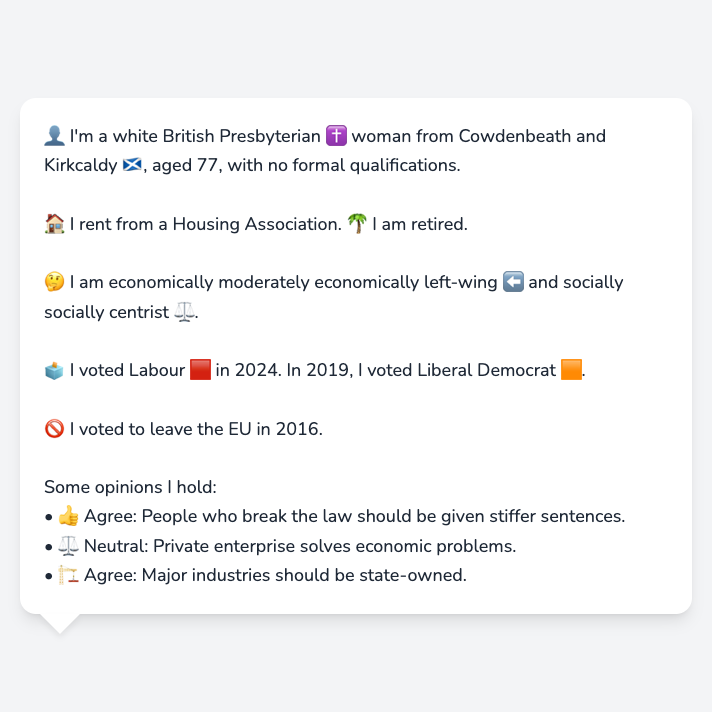 👤 I'm a white British Presbyterian ✝️ woman from Cowdenbeath and
Kirkcaldy 🏴󠁧󠁢󠁳󠁣󠁴󠁿, aged 77, with no formal qualifications.
🏠 I rent from a Housing Association. 🌴 I am retired.
🤔 I am economically moderately economically left-wing ⬅️ and socially
socially centrist ⚖️.
🗳️ I voted Labour 🟥 in 2024. In 2019, I voted Liberal Democrat 🟧.
🚫 I voted to leave the EU in 2016.
Some opinions I hold:
• 👍 Agree: People who break the law should be given stiffer sentences.
• ⚖️ Neutral: Private enterprise solves economic problems.
• 🏗️ Agree: Major industries should be state-owned.